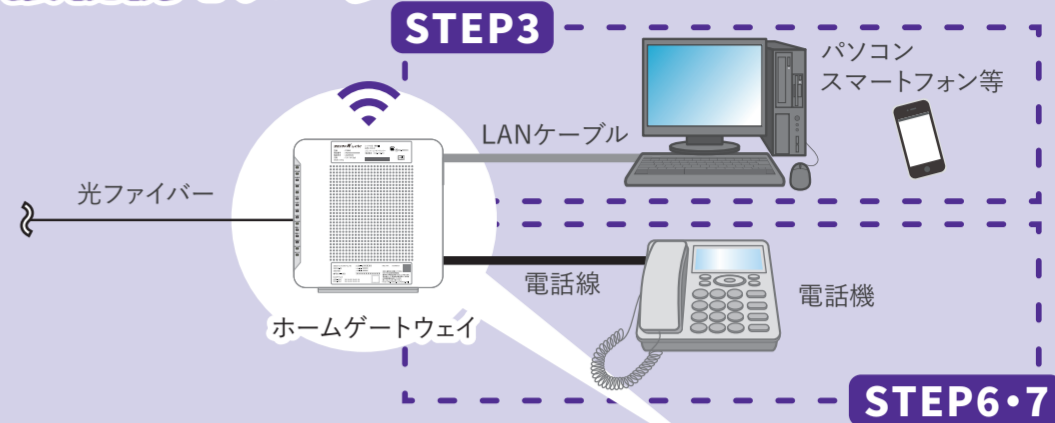 STEP3
パソコン
スマートフォン等
LANケーブル
光ファイバー
電話線
電話機
ホームゲートウェイ
STEP6•7